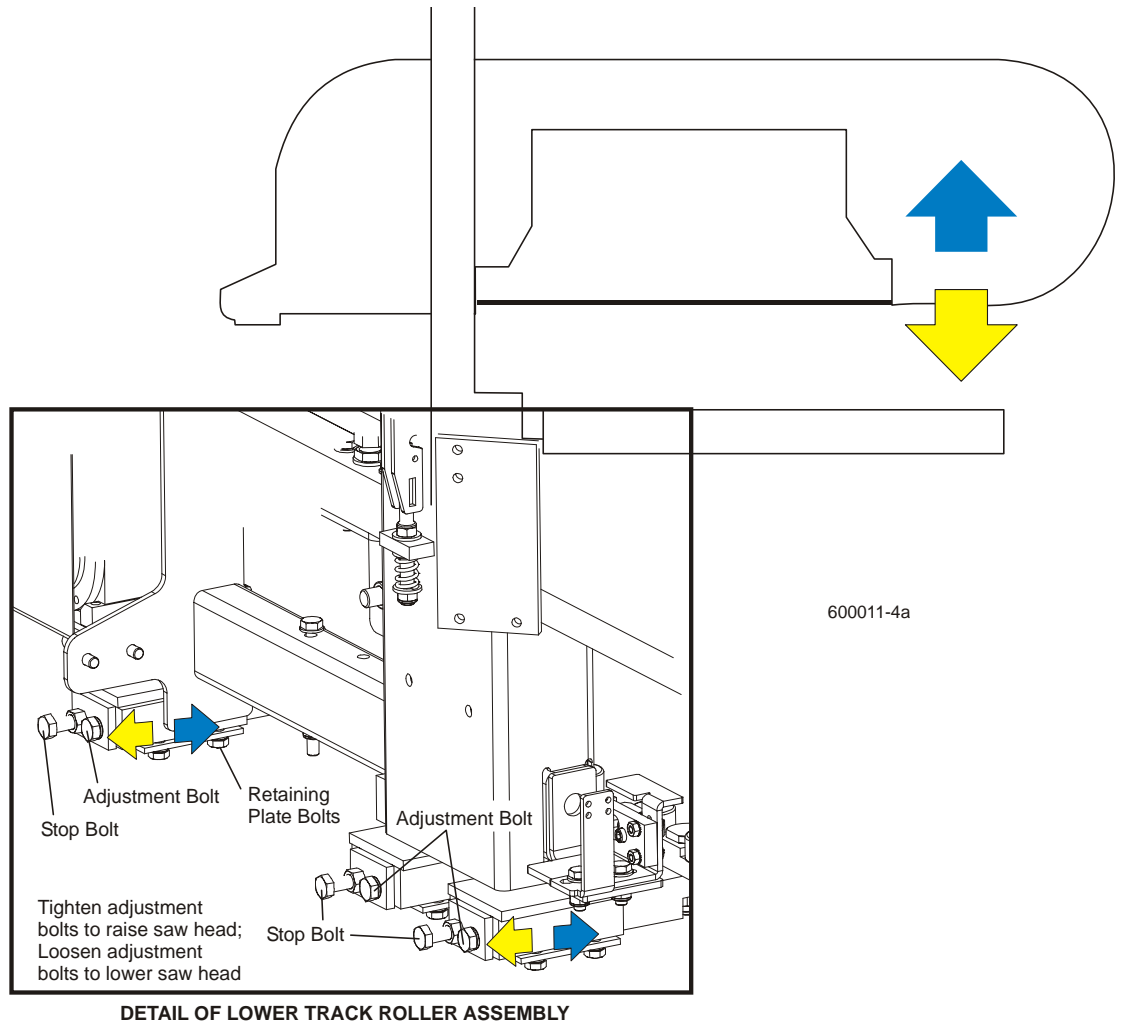 600011-4a
Adjustment Bolt
Retaining
Plate Bolts
Stop Bolt
Adjustment Bolt
Tighten adjustment
bolts to raise saw head;
Loosen adjustment
bolts to lower saw head
Stop Bolt
DETAIL OF LOWER TRACK ROLLER ASSEMBLY